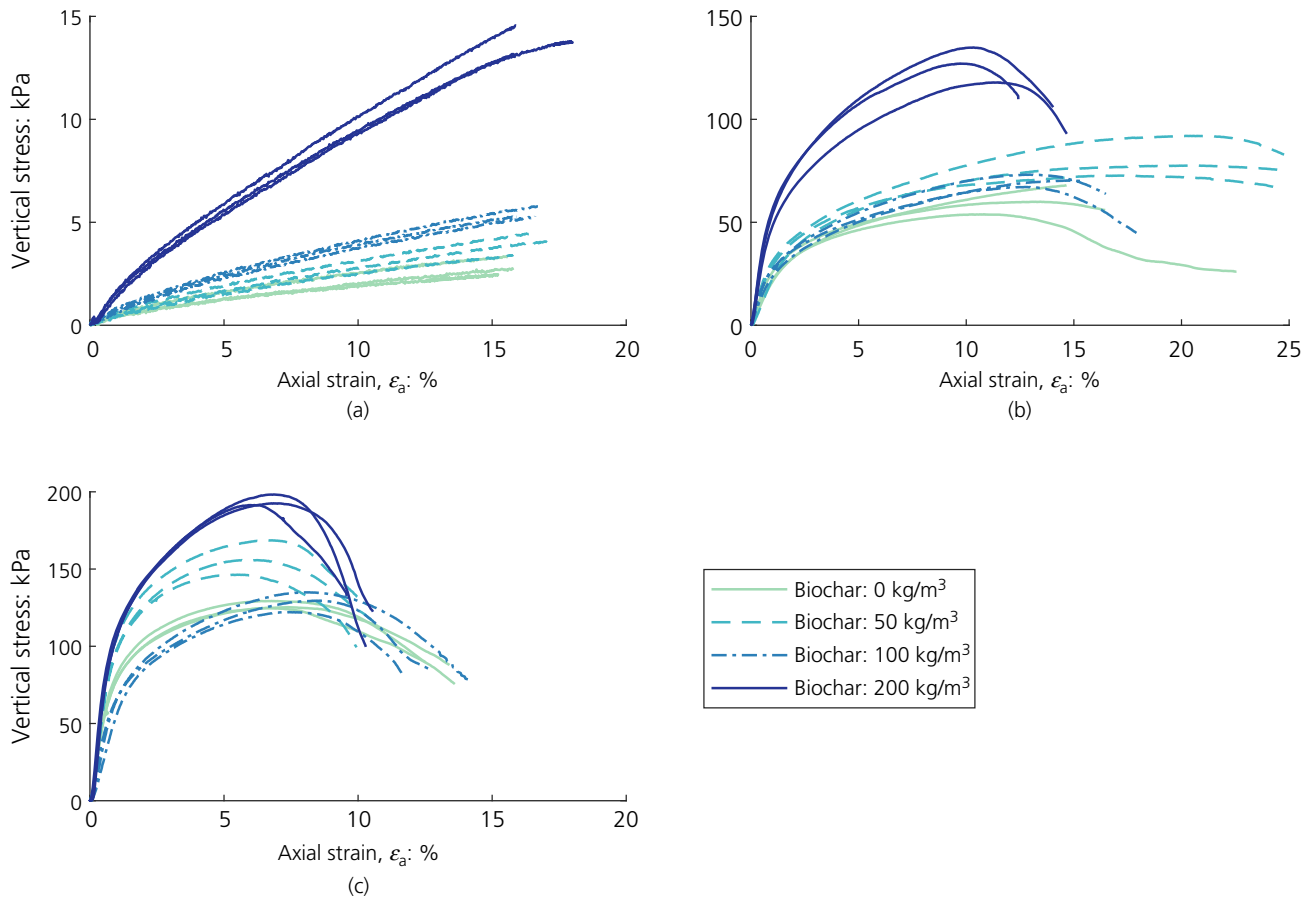 15
10
5
0
Vertical stress: kPa
0 5 10 15 20
Axial strain, εa: %
(a)
150
100
50
0
0 5 10 15 20 25
Axial strain, εa: %
(b)
200
150
100
50
0
Vertical stress: kPa
0 5 10 15 20
Axial strain, εa: %
(c)
Biochar: 0 kg/m³
Biochar: 50 kg/m³
Biochar: 100 kg/m³
Biochar: 200 kg/m³